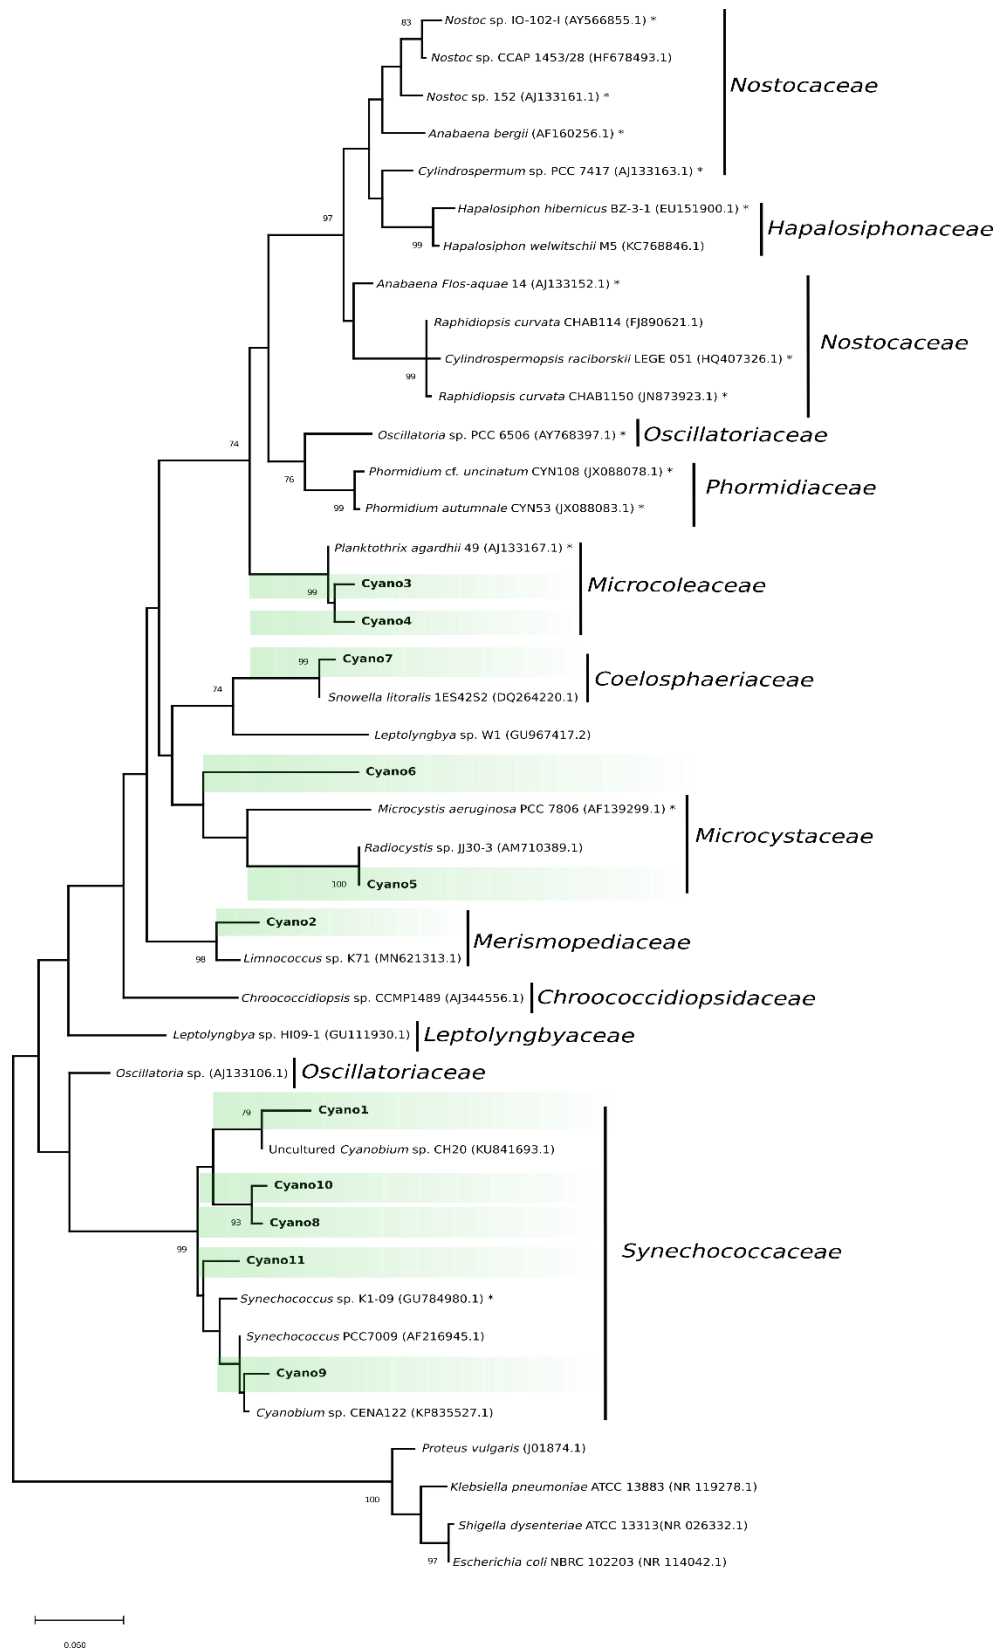 83
Nostoc sp. IO-102-I (AY566855.1) *
Nostoc sp. CCAP 1453/28 (HF678493.1)
Nostocaceae
Nostoc sp. 152 (AJ133161.1) *
Anabaena bergii (AF160256.1) *
Cylindrospermum sp. PCC 7417 (AJ133163.1) *
97
Hapalosiphon hibernicus BZ-3-1 (EU151900.1) *
Hapalosiphonaceae
99
Hapalosiphon welwitschii M5 (KC768846.1)
Anabaena Flos-aquae 14 (AJ133152.1) *
Raphidiopsis curvata CHAB114 (FJ890621.1)
Nostocaceae
Cylindrospermopsis raciborskii LEGE 051 (HQ407326.1) *
99
Raphidiopsis curvata CHAB1150 (JN873923.1) *
Oscillatoria sp. PCC 6506 (AY768397.1) *
Oscillatoriaceae
74
Phormidium cf. uncinatum CYN108 (JX088078.1) *
76
Phormidiaceae
99
Phormidium autumnale CYN53 (JX088083.1) *
Planktothrix agardhii 49 (AJ133167.1) *
Cyano3
Microcoleaceae
99
Cyano4
99
Cyano7
Coelosphaeriaceae
74
Snowella litoralis 1ES42S2 (DQ264220.1)
Leptolyngbya sp. W1 (GU967417.2)
Cyano6
Microcystis aeruginosa PCC 7806 (AF139299.1) *
Microcystaceae
Radiocystis sp. JJ30-3 (AM710389.1)
100
Cyano5
Cyano2
Merismopediaceae
98
Limnococcus sp. K71 (MN621313.1)
Chroococcidiopsis sp. CCMP1489 (AJ344556.1)
Chroococcidiopsidaceae
Leptolyngbya sp. HI09-1 (GU111930.1)
Leptolyngbyaceae
Oscillatoria sp. (AJ133106.1)
Oscillatoriaceae
79
Cyano1
Uncultured Cyanobium sp. CH20 (KU841693.1)
Cyano10
93
Cyano8
99
Synechococcaceae
Cyano11
Synechococcus sp. K1-09 (GU784980.1) *
Synechococcus PCC7009 (AF216945.1)
Cyano9
Cyanobium sp. CENA122 (KP835527.1)
Proteus vulgaris (J01874.1)
100
Klebsiella pneumoniae ATCC 13883 (NR 119278.1)
Shigella dysenteriae ATCC 13313(NR 026332.1)
97
Escherichia coli NBRC 102203 (NR 114042.1)
0.050